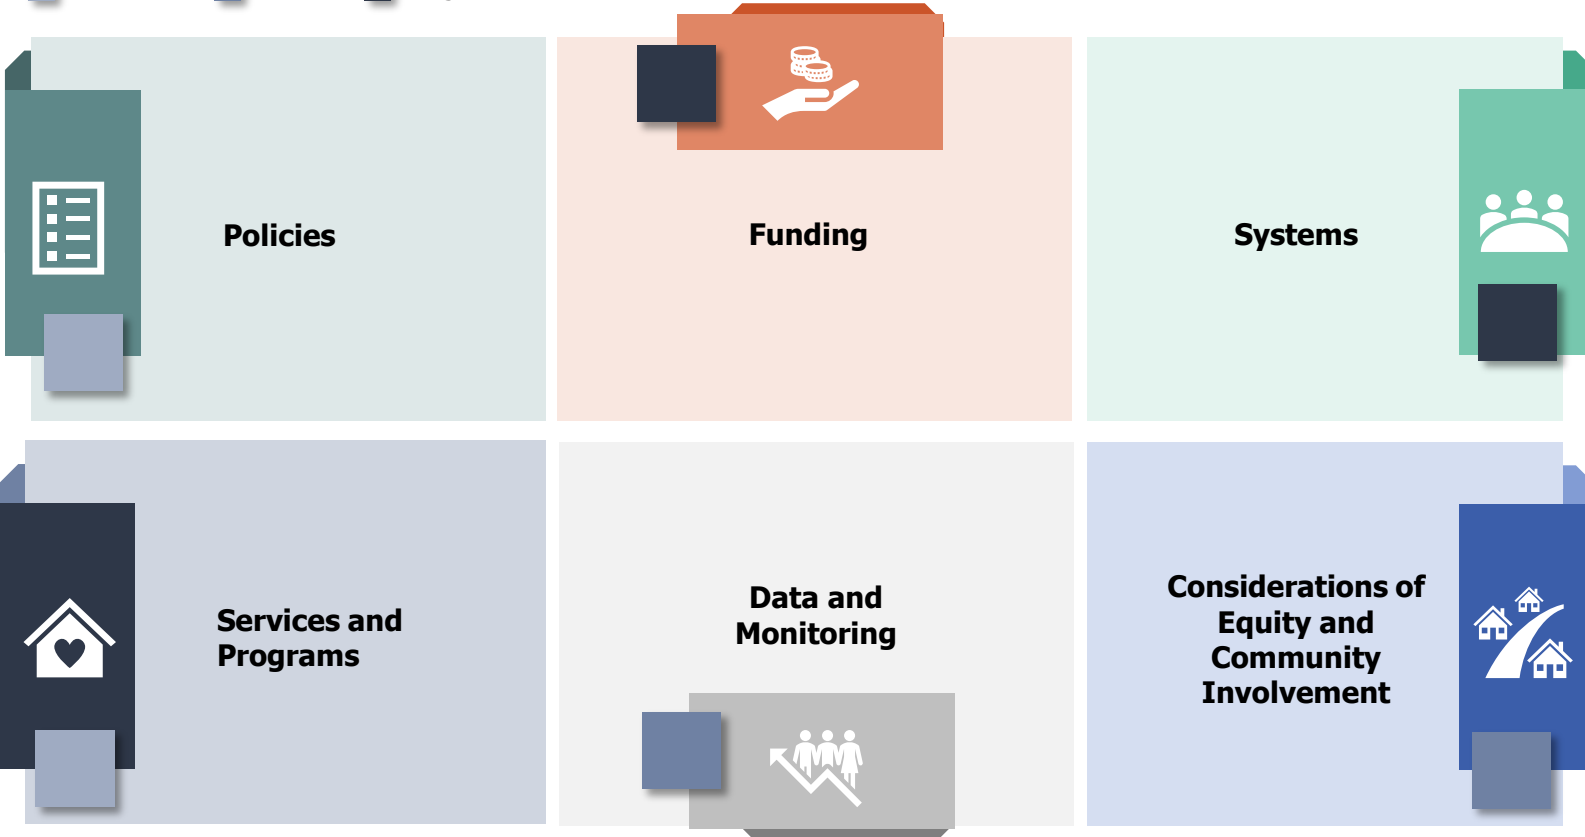 Policies
Funding
Systems
Services and
Programs
Data and
Monitoring
Considerations of
Equity and
Community
Involvement